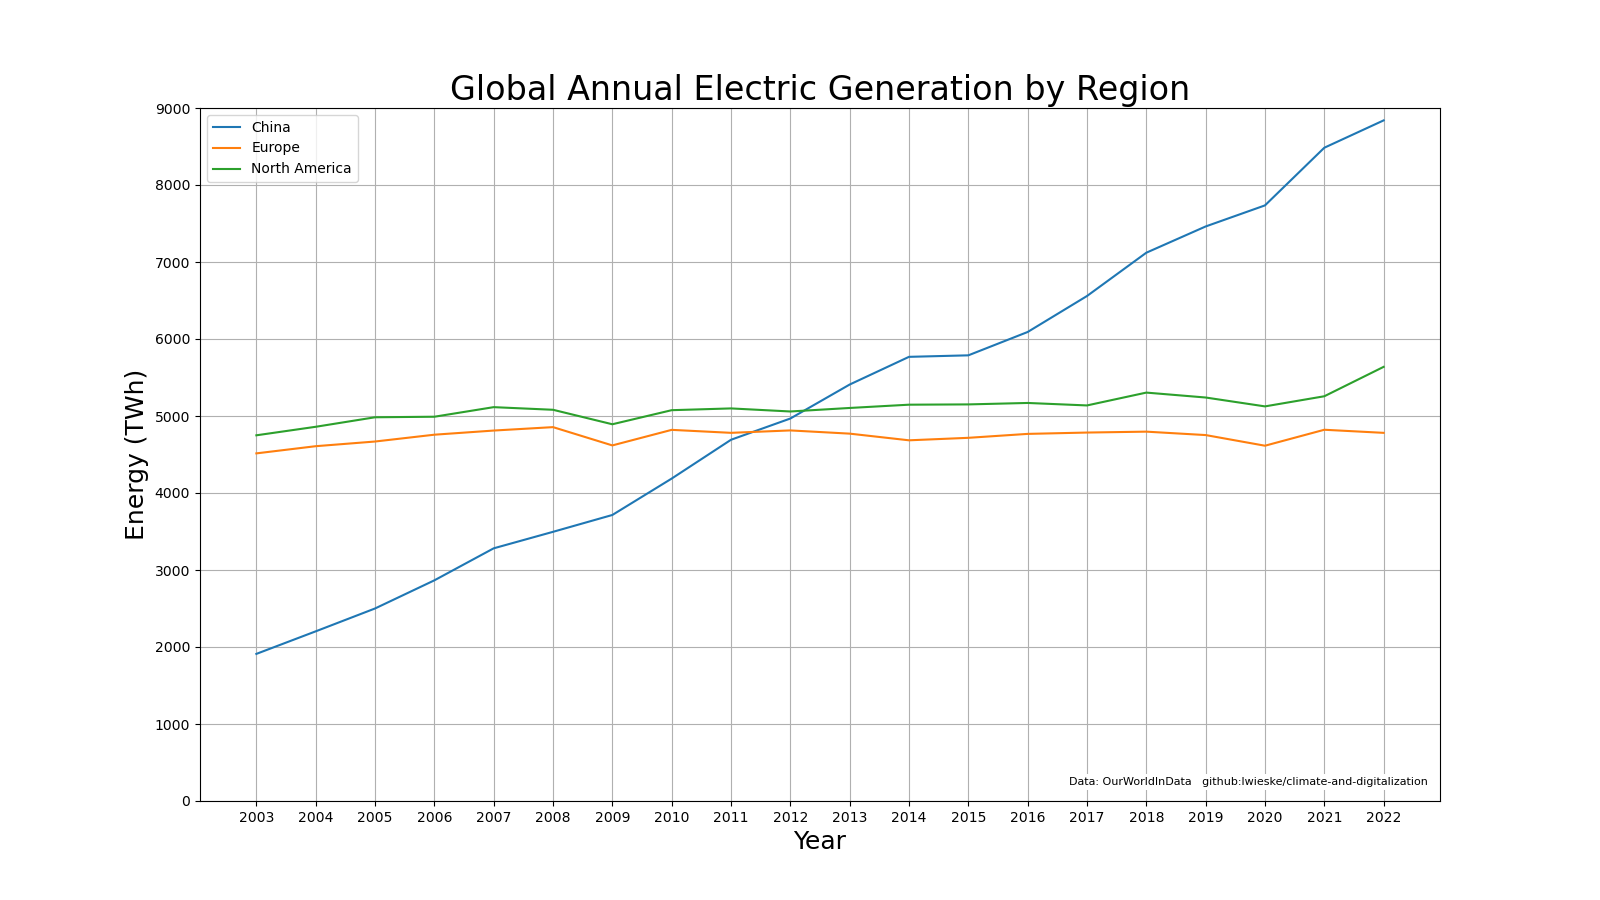 Global Annual Electric Generation by Region
China
Europe
North America
9000
8000
7000
6000
5000
4000
3000
2000
1000
0
Energy (TWh)
Data: OurWorldInData github:lwieske/climate-and-digitalization
2003 2004 2005 2006 2007 2008 2009 2010 2011 2012 2013 2014 2015 2016 2017 2018 2019 2020 2021 2022
Year